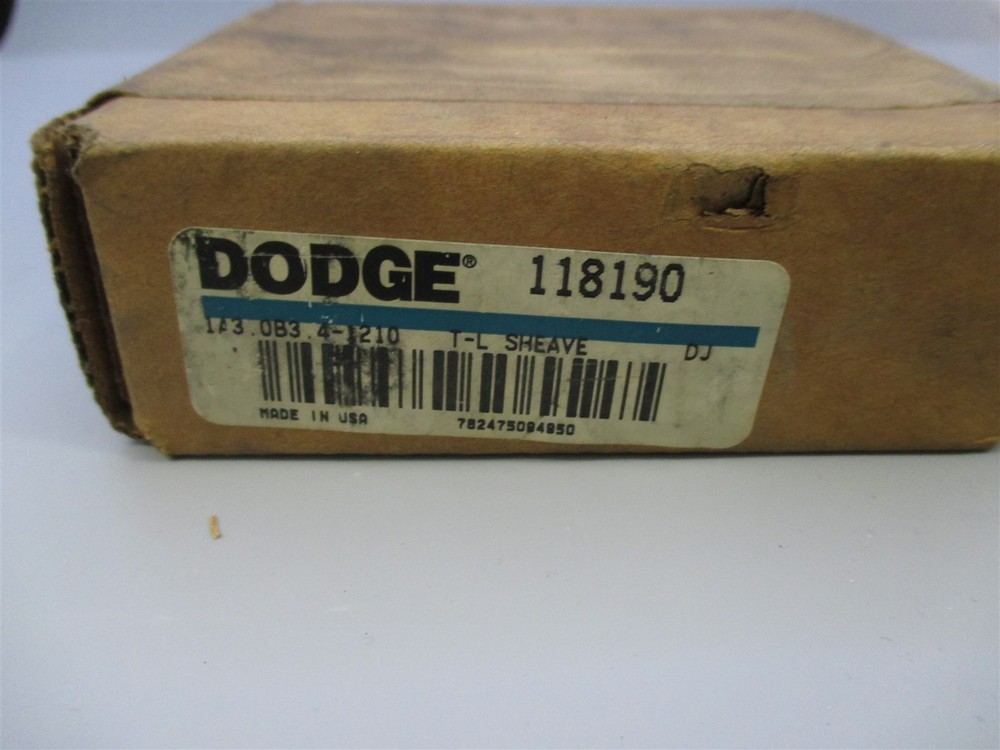 DODGE® 118190
1A3.0B3.4-1210 T-L SHEAVE DJ
MADE IN USA 782475094950